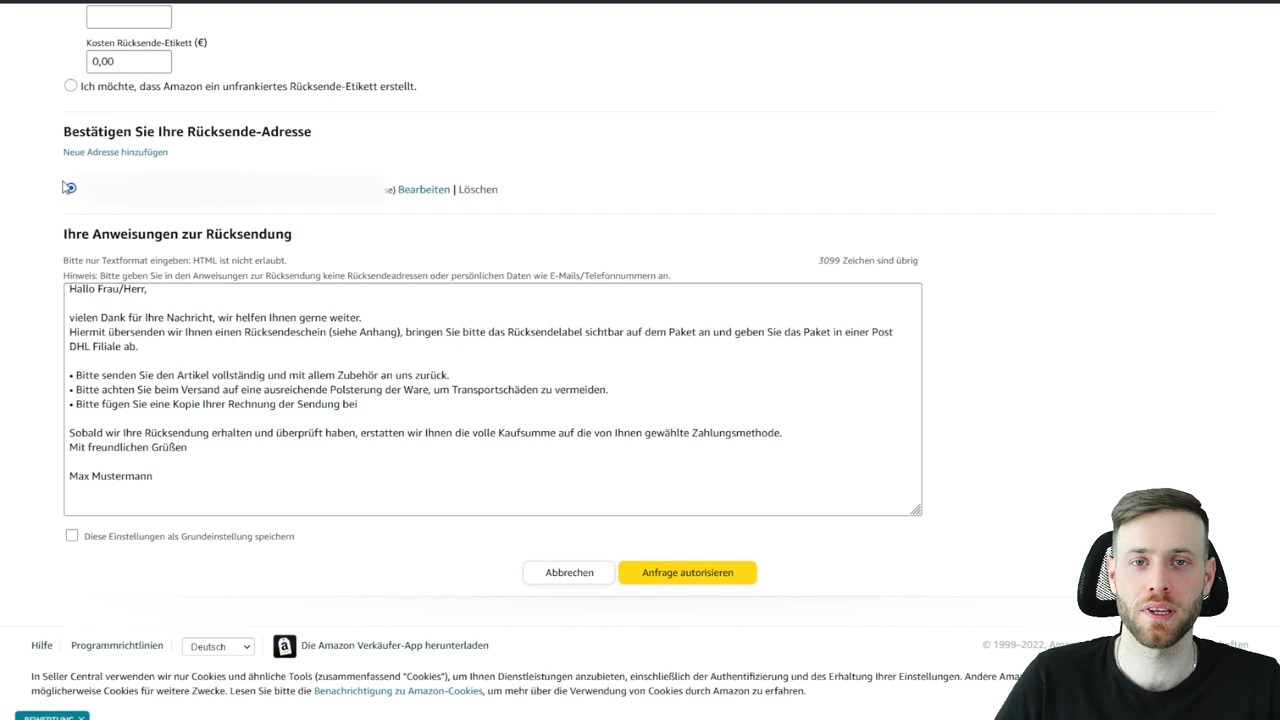 Kosten Rücksende-Etikett (€)
0,00
Ich möchte, dass Amazon ein unfrankiertes Rücksende-Etikett erstellt.
Bestätigen Sie Ihre Rücksende-Adresse
Neue Adresse hinzufügen
Bearbeiten | Löschen
Ihre Anweisungen zur Rücksendung
Bitte nur Textformat eingeben: HTML ist nicht erlaubt.
3099 Zeichen sind übrig
Hinweis: Bitte geben Sie in den Anweisungen zur Rücksendung keine Rücksendeadressen oder persönlichen Daten wie E-Mails/Telefonnummern an.
Hallo Frau/Herr,
vielen Dank für Ihre Nachricht, wir helfen Ihnen gerne weiter.
Hiermit übersenden wir Ihnen einen Rücksendeschein (siehe Anhang), bringen Sie bitte das Rücksendelabel sichtbar auf dem Paket an und geben Sie das Paket in einer Post
DHL Filiale ab.
• Bitte senden Sie den Artikel vollständig und mit allem Zubehör an uns zurück.
• Bitte achten Sie beim Versand auf eine ausreichende Polsterung der Ware, um Transportschäden zu vermeiden.
• Bitte fügen Sie eine Kopie Ihrer Rechnung der Sendung bei
Sobald wir Ihre Rücksendung erhalten und überprüft haben, erstatten wir Ihnen die volle Kaufsumme auf die von Ihnen gewählte Zahlungsmethode.
Mit freundlichen Grüßen
Max Mustermann
Diese Einstellungen als Grundeinstellung speichern
Abbrechen
Anfrage autorisieren
Hilfe
Programmrichtlinien
Deutsch
Die Amazon Verkäufer-App herunterladen
© 1999–2022,
In Seller Central verwenden wir nur Cookies und ähnliche Tools (zusammenfassend "Cookies"), um Ihnen Dienstleistungen anzubieten, einschließlich der Authentifizierung und des Erhaltung Ihrer Einstellungen. Andere
möglicherweise Cookies für weitere Zwecke. Lesen Sie bitte die Benachrichtigung zu Amazon-Cookies, um mehr über die Verwendung von Cookies durch Amazon zu erfahren.
BEWERTUNG